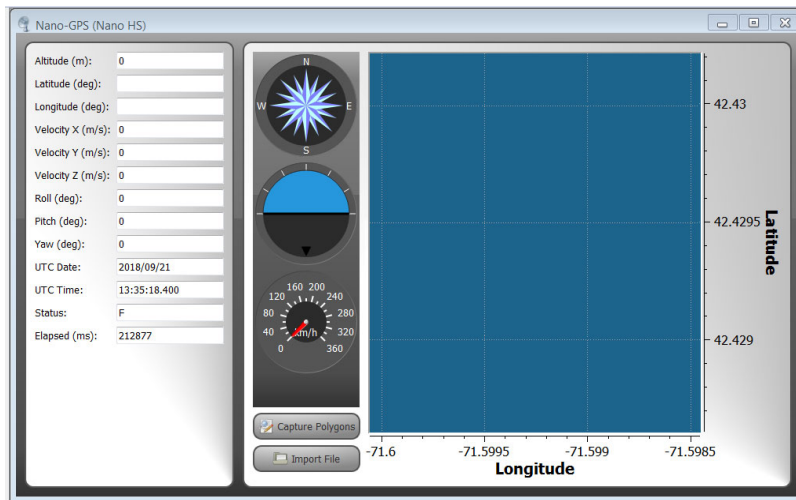 Nano-GPS (Nano HS)
Altitude (m): 0
Latitude (deg):
Longitude (deg):
Velocity X (m/s): 0
Velocity Y (m/s): 0
Velocity Z (m/s): 0
Roll (deg): 0
Pitch (deg): 0
Yaw (deg): 0
UTC Date: 2018/09/21
UTC Time: 13:35:18.400
Status: F
Elapsed (ms): 212877
N
W E
S
160 200
120 240
80 280
40 km/h 320
0 360
Capture Polygons
Import File
42.43
42.4295
42.429
Latitude
-71.6 -71.5995 -71.599 -71.5985
Longitude